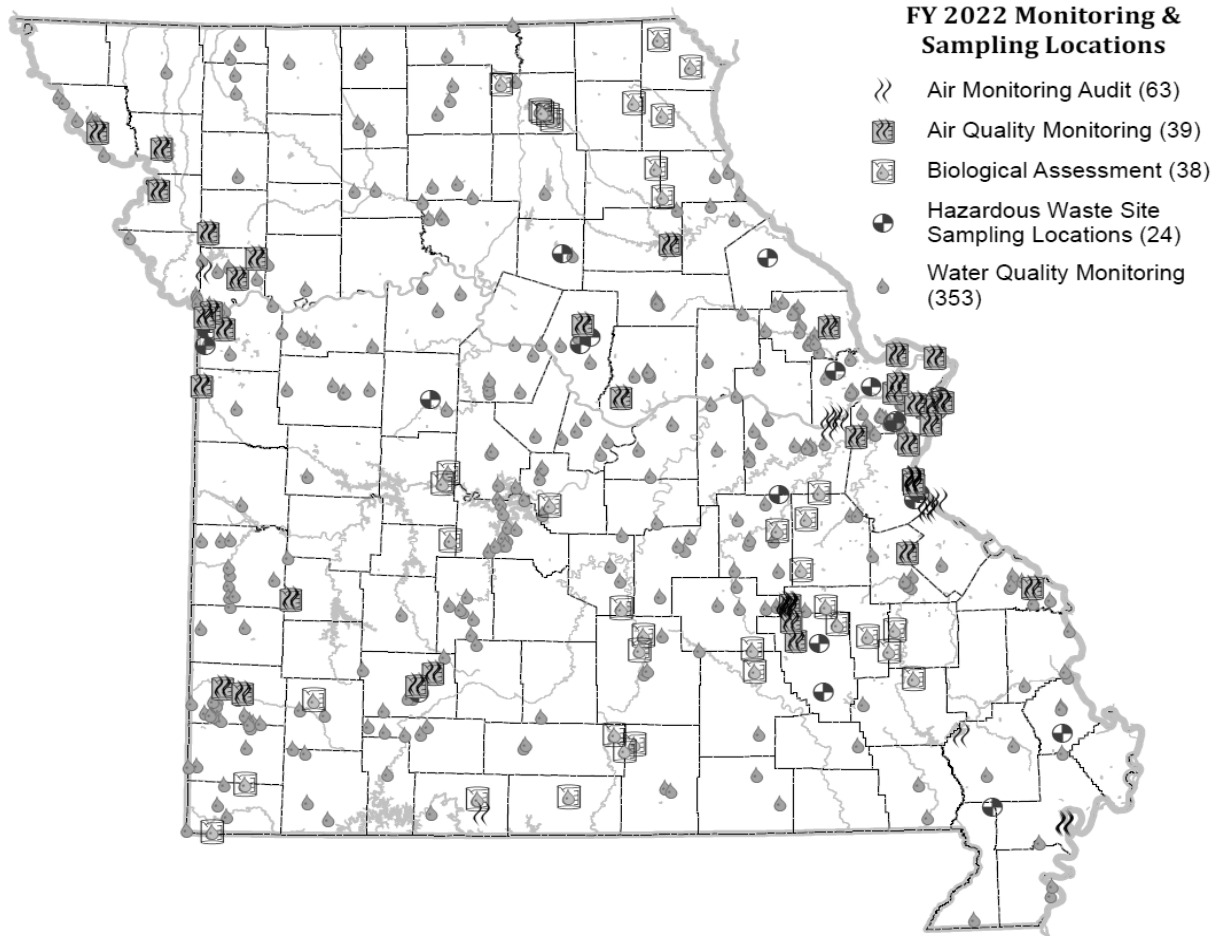 FY 2022 Monitoring &
Sampling Locations
Air Monitoring Audit (63)
Air Quality Monitoring (39)
Biological Assessment (38)
Hazardous Waste Site
Sampling Locations (24)
Water Quality Monitoring
(353)